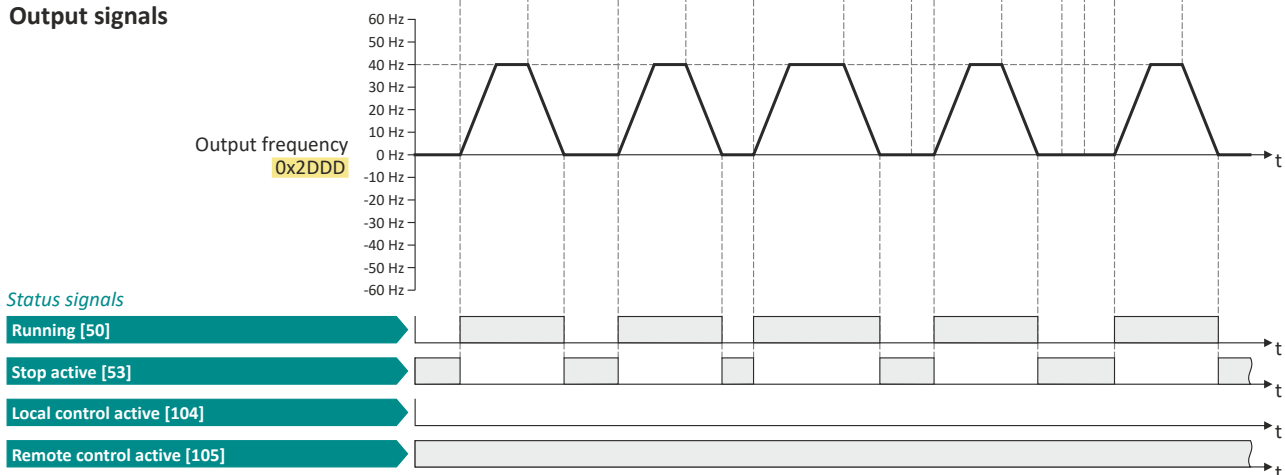 Output signals
60 Hz
50 Hz
40 Hz
30 Hz
20 Hz
10 Hz
0 Hz
-10 Hz
-20 Hz
-30 Hz
-40 Hz
-50 Hz
-60 Hz
Output frequency
0x2DDD
t
Status signals
Running [50]
t
Stop active [53]
t
Local control active [104]
t
Remote control active [105]
t